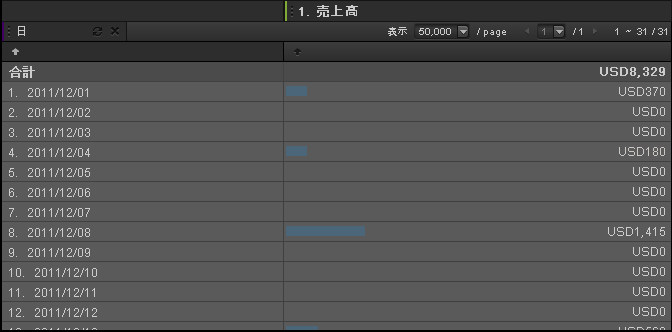 1. 売上高
日
表示 50,000 / page 1 / 1 1 ~ 31 / 31
合計 USD8,329
1. 2011/12/01 USD370
2. 2011/12/02 USD0
3. 2011/12/03 USD0
4. 2011/12/04 USD180
5. 2011/12/05 USD0
6. 2011/12/06 USD0
7. 2011/12/07 USD0
8. 2011/12/08 USD1,415
9. 2011/12/09 USD0
10. 2011/12/10 USD0
11. 2011/12/11 USD0
12. 2011/12/12 USD0